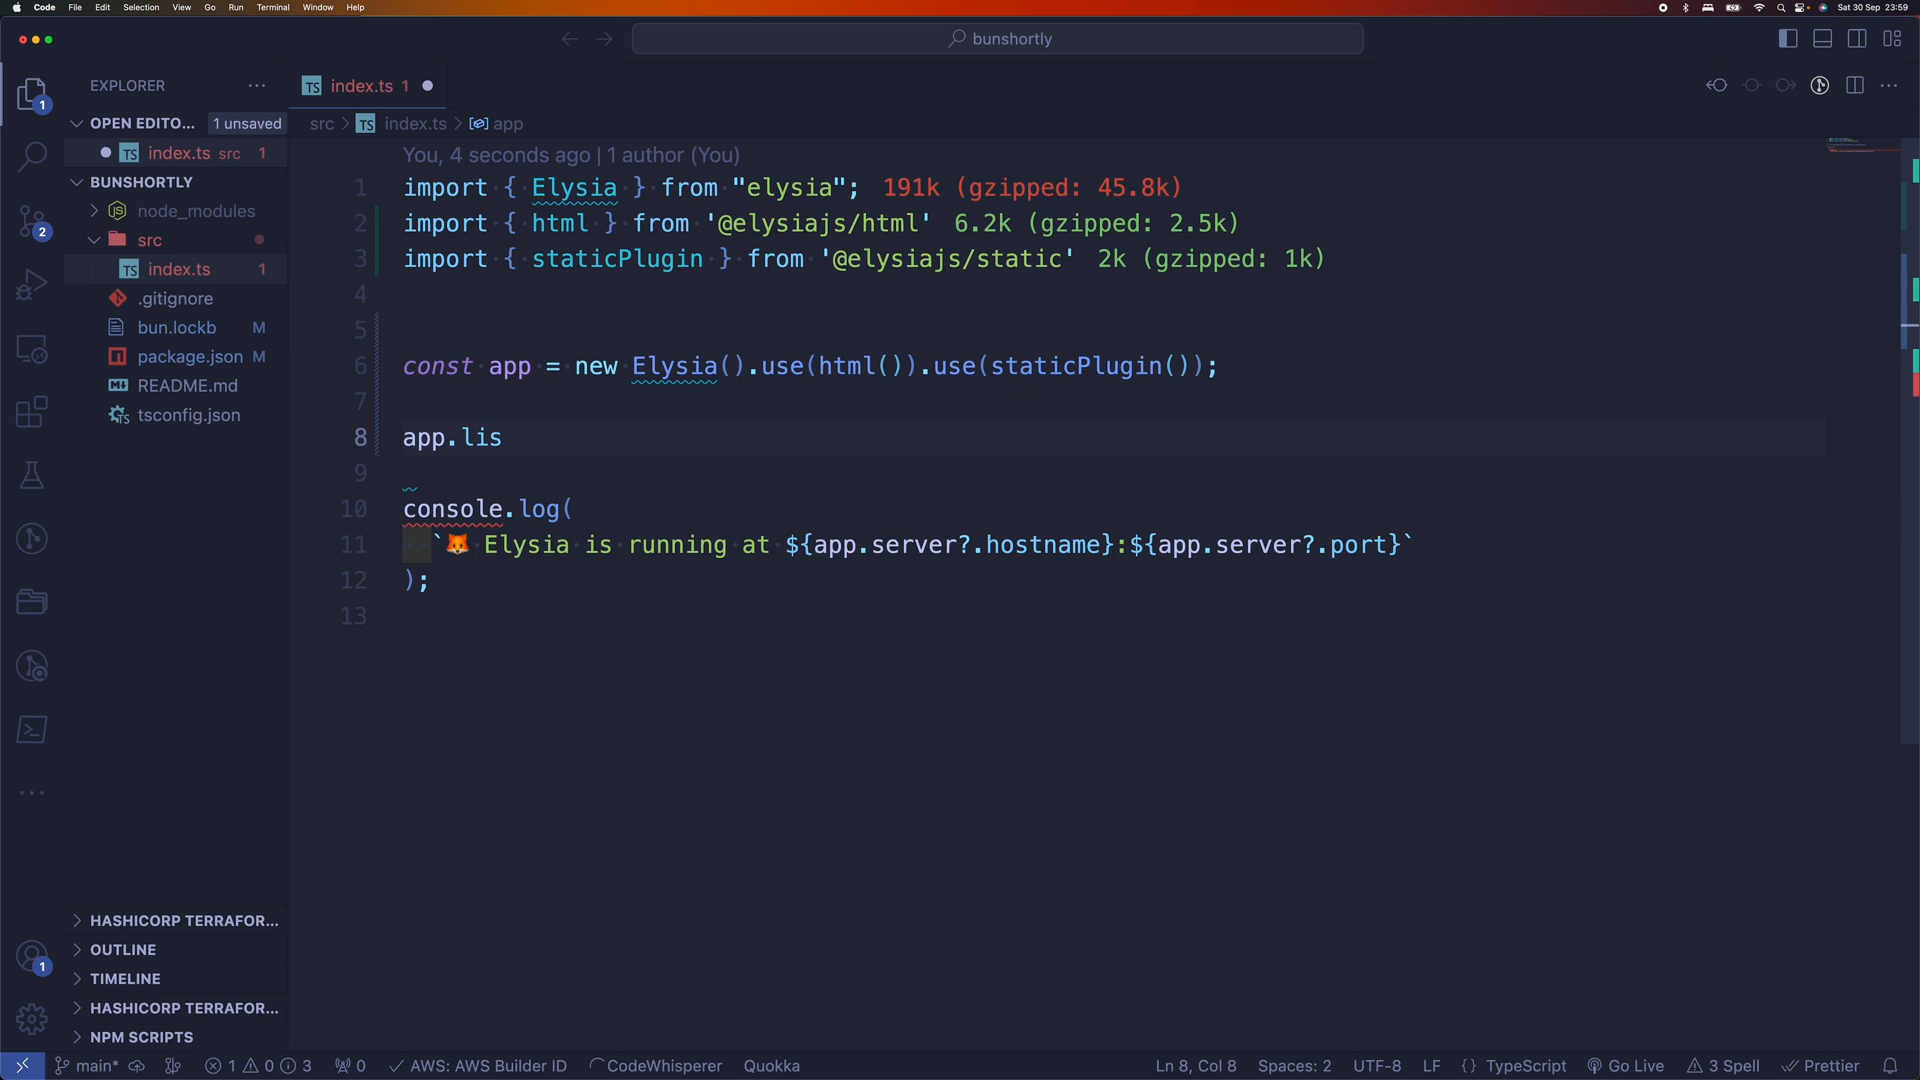 Code File Edit Selection View Go Run Terminal Window Help Sat 30 Sep 23:59
bunshortly
EXPLORER
TS index.ts 1
OPEN EDITO... 1 unsaved
src > TS index.ts > app
TS index.ts src 1
BUNSHORTLY
node_modules
src
TS index.ts 1
.gitignore
bun.lockb M
package.json M
README.md
tsconfig.json
You, 4 seconds ago | 1 author (You)
1 import { Elysia } from "elysia"; 191k (gzipped: 45.8k)
2 import { html } from '@elysiajs/html' 6.2k (gzipped: 2.5k)
3 import { staticPlugin } from '@elysiajs/static' 2k (gzipped: 1k)
4
5
6 const app = new Elysia().use(html()).use(staticPlugin());
7
8 app.lis
9
10 console.log(
11 `🦊 Elysia is running at ${app.server?.hostname}:${app.server?.port}`
12 );
13
1
2
1
HASHICORP TERRAFOR...
OUTLINE
TIMELINE
HASHICORP TERRAFOR...
NPM SCRIPTS
main* 1 0 3 0 AWS: AWS Builder ID CodeWhisperer Quokka Ln 8, Col 8 Spaces: 2 UTF-8 LF {} TypeScript Go Live 3 Spell Prettier